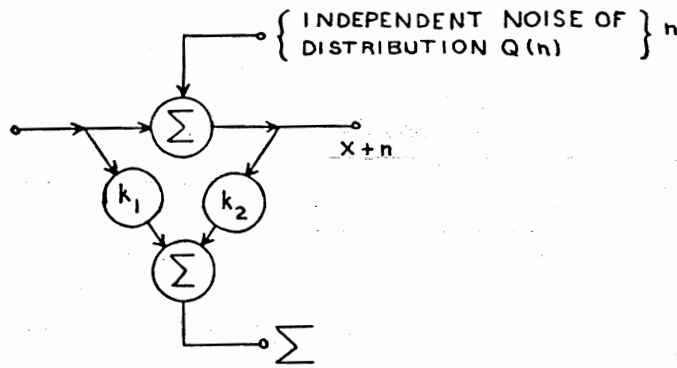 { INDEPENDENT NOISE OF
DISTRIBUTION Q(n) } n
Σ
X + n
k₁
k₂
Σ
Σ